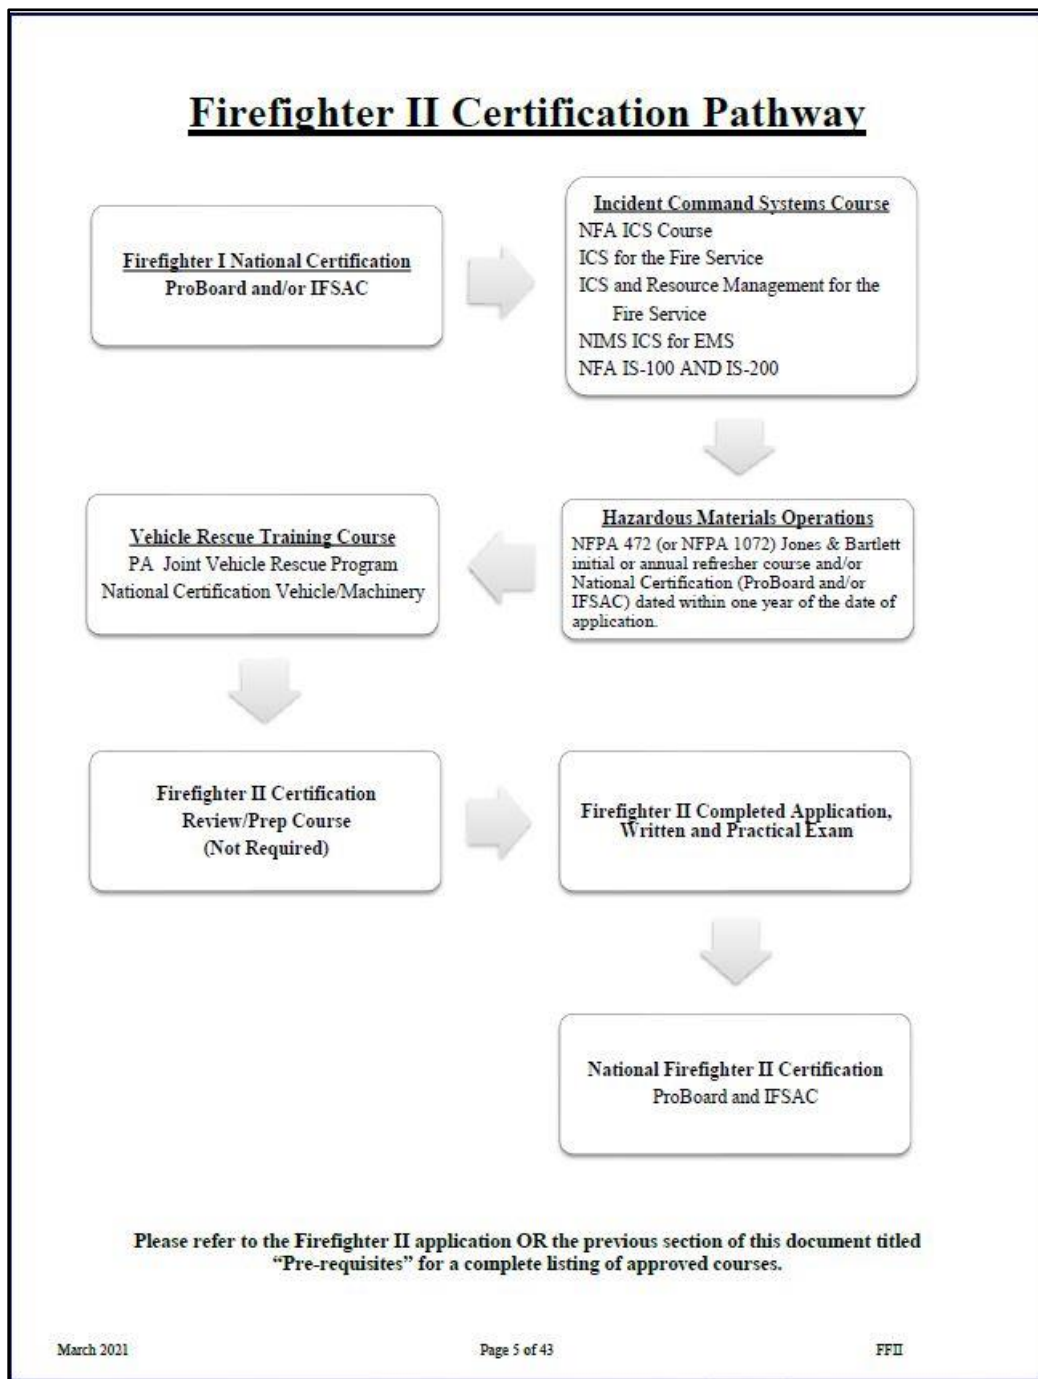 Firefighter II Certification Pathway
Firefighter I National Certification
ProBoard and/or IFSAC
Incident Command Systems Course
NFA ICS Course
ICS for the Fire Service
ICS and Resource Management for the
Fire Service
NIMS ICS for EMS
NFA IS-100 AND IS-200
Hazardous Materials Operations
NFPA 472 (or NFPA 1072) Jones & Bartlett
initial or annual refresher course and/or
National Certification (ProBoard and/or
IFSAC) dated within one year of the date of
application.
Vehicle Rescue Training Course
PA Joint Vehicle Rescue Program
National Certification Vehicle/Machinery
Firefighter II Certification
Review/Prep Course
(Not Required)
Firefighter II Completed Application,
Written and Practical Exam
National Firefighter II Certification
ProBoard and IFSAC
Please refer to the Firefighter II application OR the previous section of this document titled
“Pre-requisites” for a complete listing of approved courses.
March 2021
Page 5 of 43
FFII